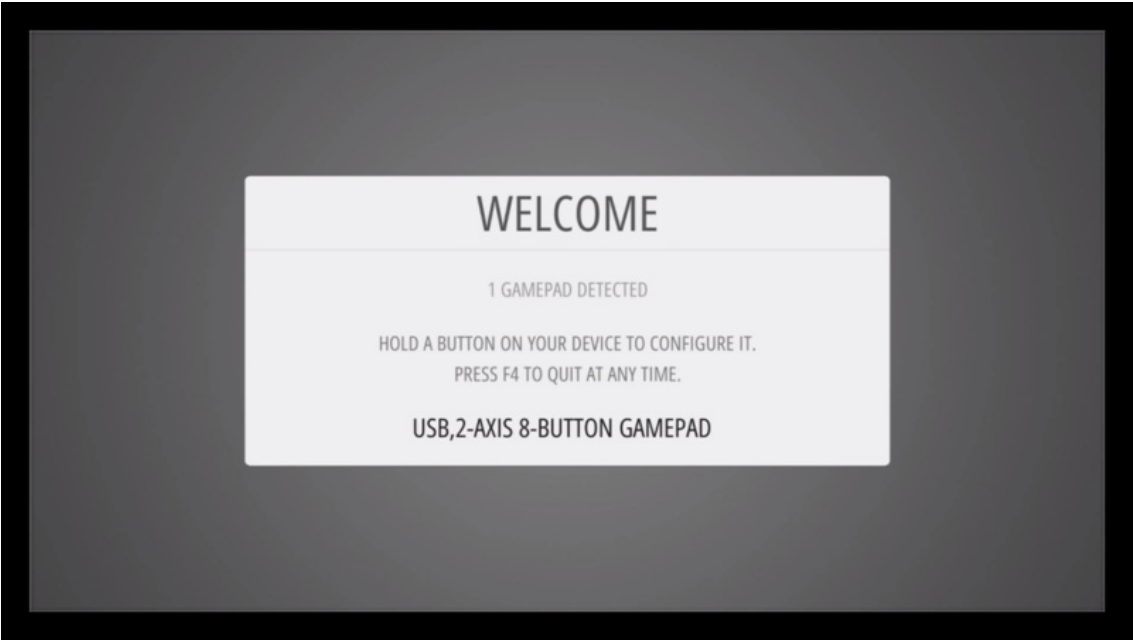 WELCOME
1 GAMEPAD DETECTED
HOLD A BUTTON ON YOUR DEVICE TO CONFIGURE IT.
PRESS F4 TO QUIT AT ANY TIME.
USB,2-AXIS 8-BUTTON GAMEPAD